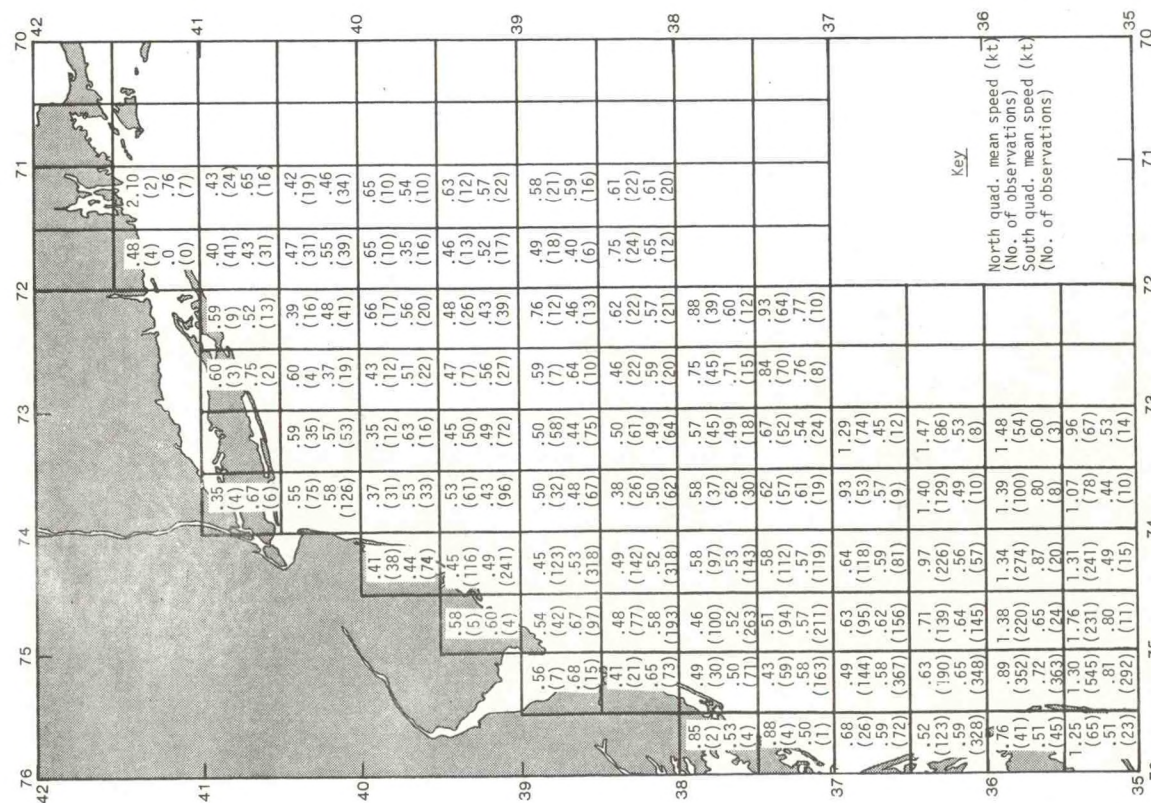 42 41 40 39 38 37 36 35
76 75 74 73 72 71 70
.48 2.10
(4) (2)
0 .76
(0) (7)
.35 .60 .59 .40 .43
(4) (3) (9) (41) (24)
.67 .75 .52 .43 .65
(6) (2) (13) (31) (16)
.55 .59 .60 .39 .47 .42
(75) (35) (4) (16) (31) (19)
.58 .57 .37 .48 .55 .46
(126) (53) (19) (41) (39) (34)
.41 .37 .35 .43 .66 .65 .65
(38) (31) (12) (12) (17) (10) (10)
.44 .53 .63 .51 .56 .35 .54
(74) (33) (16) (22) (20) (16) (10)
.58 .45 .53 .45 .47 .48 .46 .63
(5) (116) (61) (50) (7) (26) (13) (12)
.60 .49 .43 .49 .56 .43 .52 .57
(4) (241) (96) (72) (27) (39) (17) (22)
.56 .54 .45 .50 .50 .59 .76 .49 .58
(7) (42) (123) (32) (58) (7) (12) (18) (21)
.68 .67 .53 .48 .44 .64 .46 .40 .59
(15) (97) (318) (67) (75) (10) (13) (6) (16)
.41 .48 .49 .38 .50 .46 .62 .75 .61
(21) (77) (142) (26) (61) (22) (22) (24) (22)
.65 .58 .52 .50 .49 .59 .57 .65 .61
(73) (193) (318) (62) (64) (20) (21) (12) (20)
.85 .49 .46 .58 .58 .57 .75 .88
(2) (30) (100) (97) (37) (45) (45) (39)
.53 .50 .52 .53 .62 .49 .71 .60
(4) (71) (263) (143) (30) (18) (15) (12)
.88 .43 .51 .58 .62 .67 .84 .93
(4) (59) (94) (112) (57) (52) (70) (64)
.50 .58 .57 .57 .61 .54 .76 .77
(1) (163) (211) (119) (19) (24) (8) (10)
.68 .49 .63 .64 .93 1.29
(26) (144) (95) (118) (53) (74)
.59 .58 .62 .59 .57 .45
(72) (367) (156) (81) (9) (12)
.52 .63 .71 .97 1.40 1.47
(123) (190) (139) (226) (129) (86)
.59 .65 .64 .56 .49 .53
(328) (348) (145) (57) (10) (8)
.76 .89 1.38 1.34 1.39 1.48
(41) (352) (220) (274) (100) (54)
.51 .72 .65 .87 .80 .60
(45) (363) (24) (20) (8) (3)
1.25 1.30 1.76 1.31 1.07 .96
(65) (545) (231) (241) (78) (67)
.51 .81 .80 .49 .44 .53
(23) (292) (11) (15) (10) (14)
Key
North quad. mean speed (kt)
(No. of observations)
South quad. mean speed (kt)
(No. of observations)
42 41 40 39 38 37 36 35
70
71